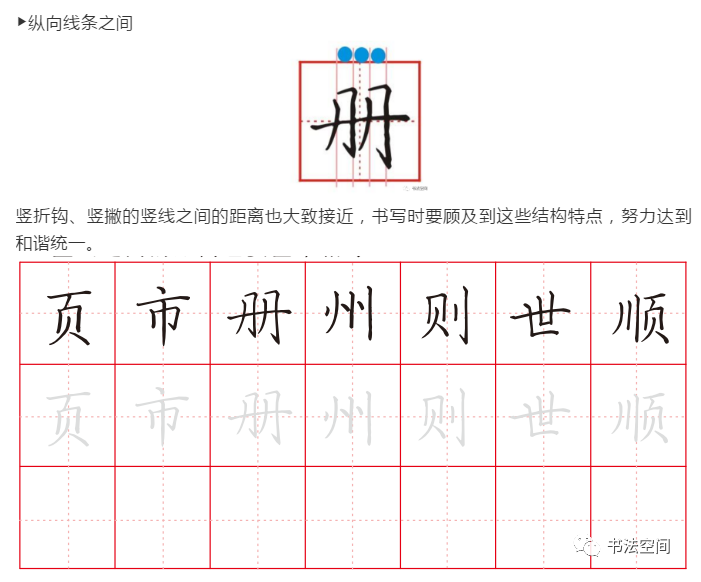 ▶纵向线条之间
册
竖折钩、竖撇的竖线之间的距离也大致接近，书写时要顾及到这些结构特点，努力达到
和谐统一。
页 市 册 州 则 世 顺
页 市 册 州 则 世 顺
书法空间